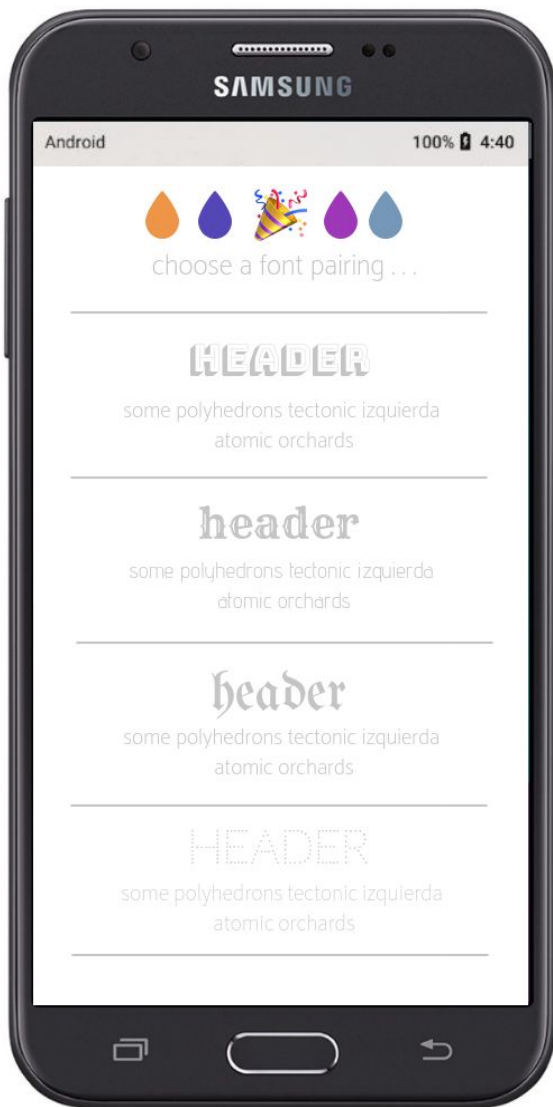 SAMSUNG
Android 100% 4:40
choose a font pairing . . .
HEADER
some polyhedrons tectonic izquierda
atomic orchards
header
some polyhedrons tectonic izquierda
atomic orchards
header
some polyhedrons tectonic izquierda
atomic orchards
HEADER
some polyhedrons tectonic izquierda
atomic orchards